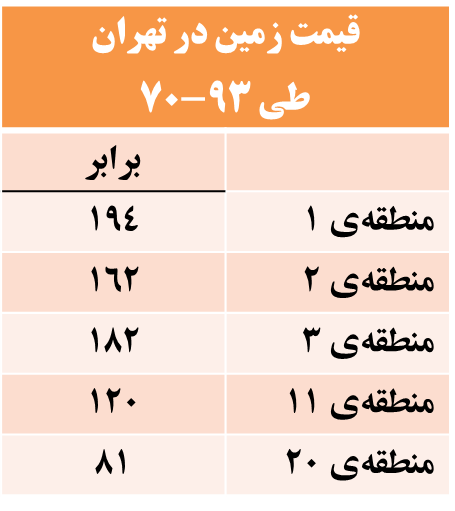 قیمت زمین در تهران
طی ۹۳-۷۰
برابر
منطقه‌ی ۱ ۱۹٤
منطقه‌ی ۲ ۱۶۲
منطقه‌ی ۳ ۱۸۲
منطقه‌ی ۱۱ ۱۲۰
منطقه‌ی ۲۰ ۸۱